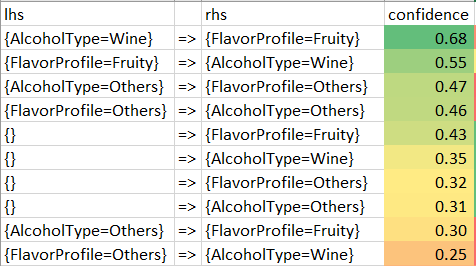 lhs rhs confidence
{AlcoholType=Wine} => {FlavorProfile=Fruity} 0.68
{FlavorProfile=Fruity} => {AlcoholType=Wine} 0.55
{AlcoholType=Others} => {FlavorProfile=Others} 0.47
{FlavorProfile=Others} => {AlcoholType=Others} 0.46
{} => {FlavorProfile=Fruity} 0.43
{} => {AlcoholType=Wine} 0.35
{} => {FlavorProfile=Others} 0.32
{} => {AlcoholType=Others} 0.31
{AlcoholType=Others} => {FlavorProfile=Fruity} 0.30
{FlavorProfile=Others} => {AlcoholType=Wine} 0.25